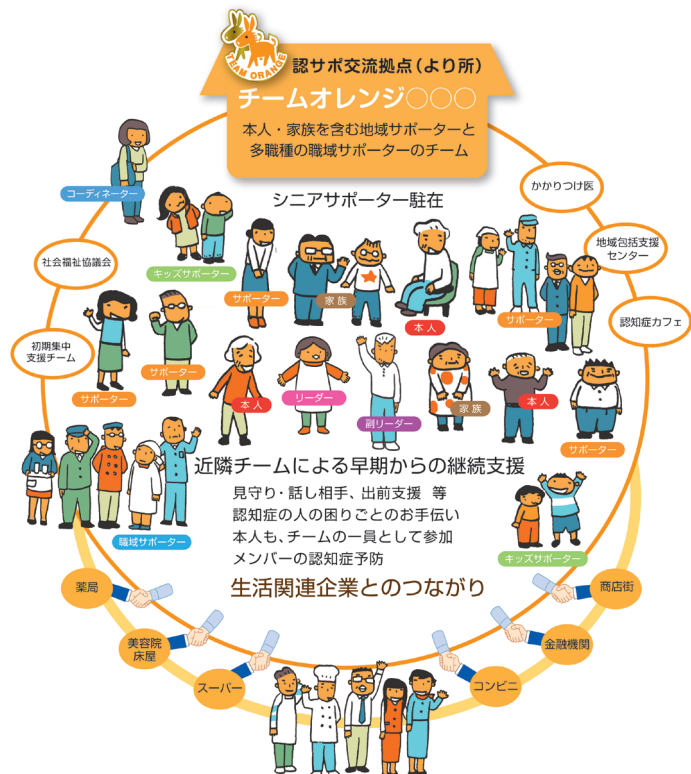 TEAM ORANGE
認サポ交流拠点（より所）
チームオレンジ○○○
本人・家族を含む地域サポーターと
多職種の職域サポーターのチーム
シニアサポーター駐在
コーディネーター
キッズサポーター
サポーター
家族
本人
サポーター
かかりつけ医
地域包括支援
センター
認知症カフェ
社会福祉協議会
初期集中
支援チーム
サポーター
サポーター
本人
リーダー
副リーダー
家族
本人
サポーター
職域サポーター
近隣チームによる早期からの継続支援
見守り・話し相手、出前支援 等
認知症の人の困りごとのお手伝い
本人も、チームの一員として参加
メンバーの認知症予防
キッズサポーター
生活関連企業とのつながり
薬局
美容院
床屋
スーパー
コンビニ
金融機関
商店街